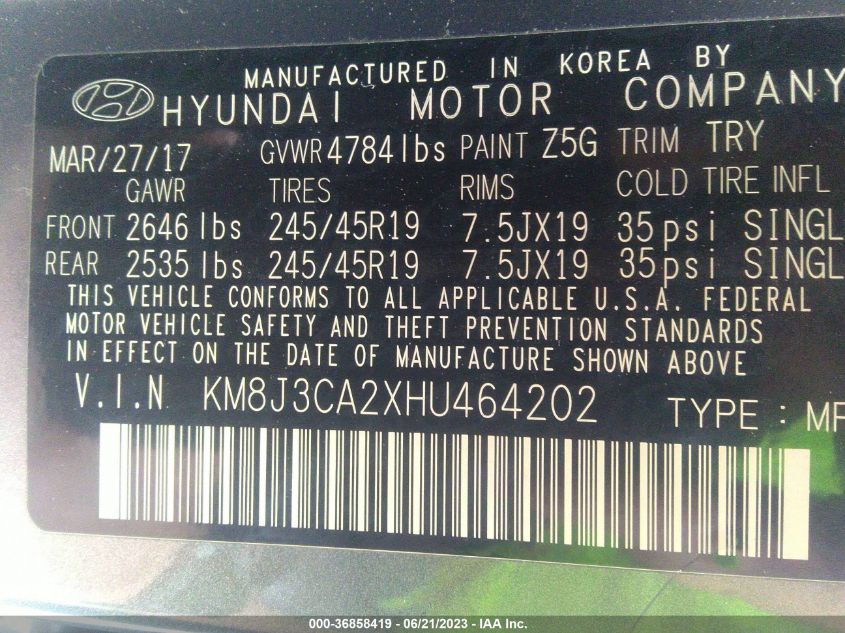 MANUFACTURED IN KOREA BY
HYUNDAI MOTOR COMPANY
MAR/27/17 GVWR 4784 lbs PAINT Z5G TRIM TRY
GAWR TIRES RIMS COLD TIRE INFL
FRONT 2646 lbs 245/45R19 7.5JX19 35psi SINGL
REAR 2535 lbs 245/45R19 7.5JX19 35psi SINGL
THIS VEHICLE CONFORMS TO ALL APPLICABLE U.S.A. FEDERAL
MOTOR VEHICLE SAFETY AND THEFT PREVENTION STANDARDS
IN EFFECT ON THE DATE OF MANUFACTURE SHOWN ABOVE
V.I.N KM8J3CA2XHU464202 TYPE: MP
000-36858419 - 06/21/2023 - IAA Inc.